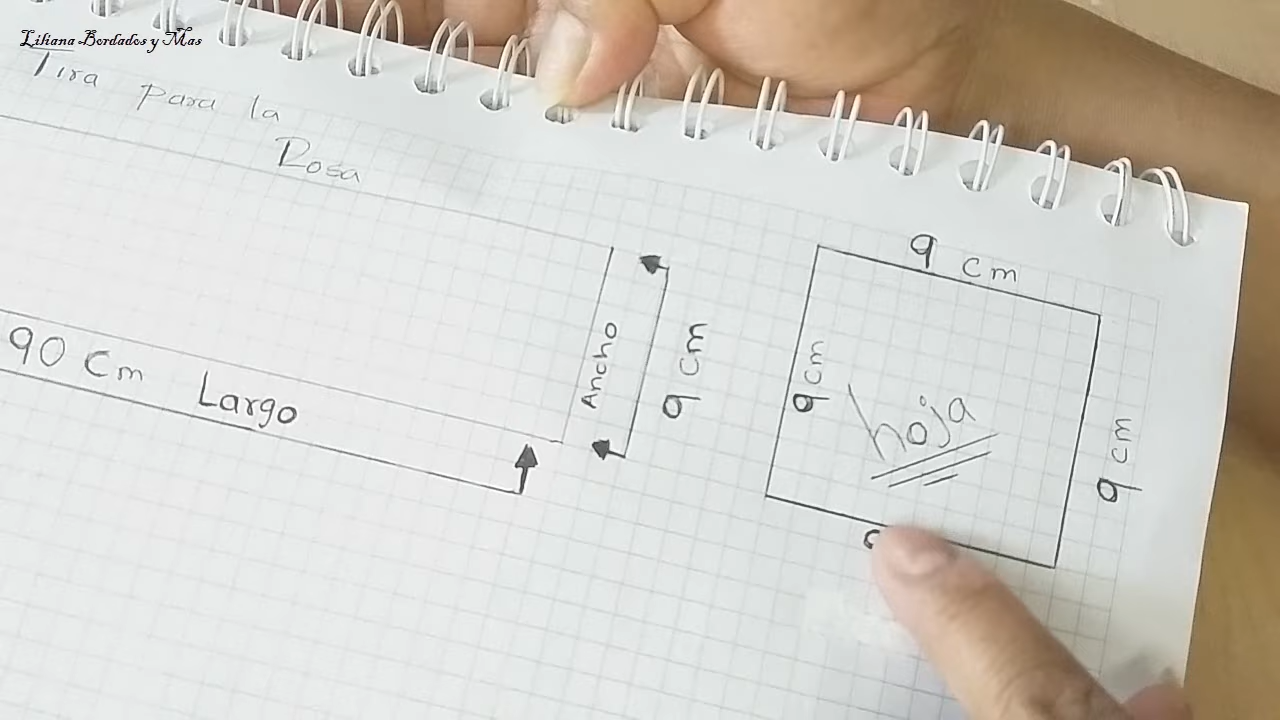 Liliana Bordados y Mas
Tira para la
Rosa
90 Cm Largo
Ancho
9 cm
9 cm
9 cm
hoja
9 cm